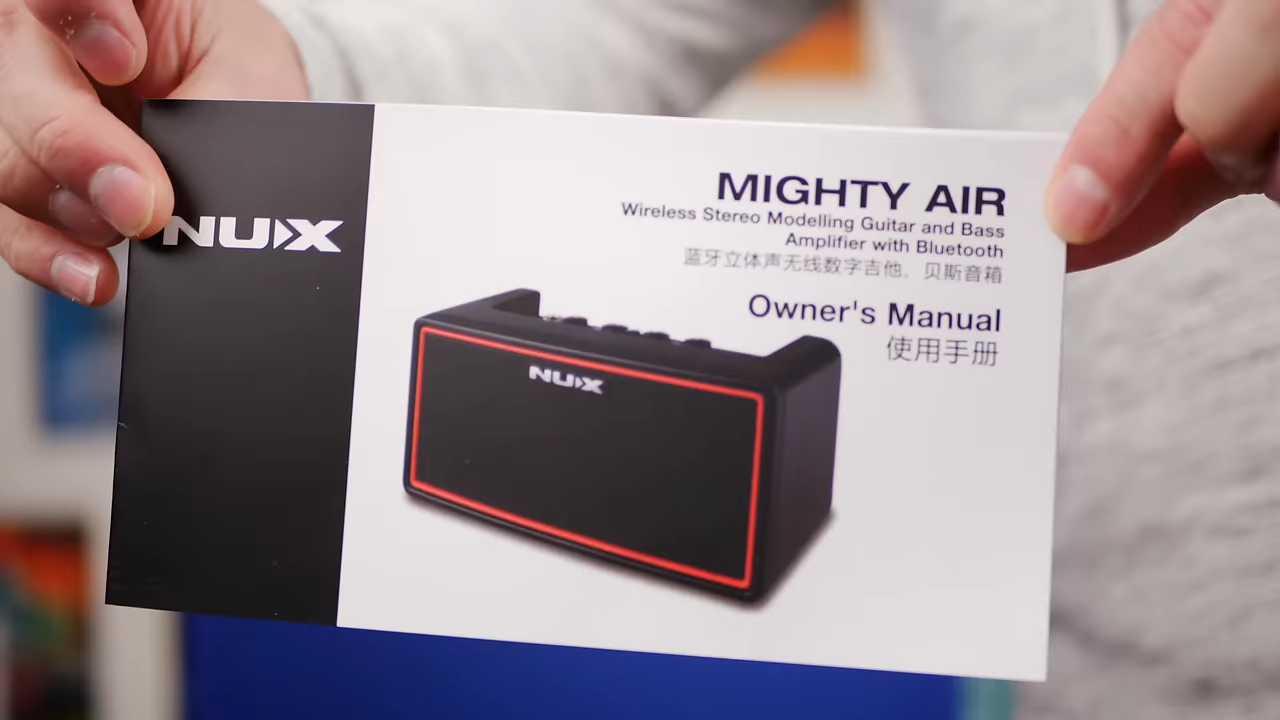 NUX
MIGHTY AIR
Wireless Stereo Modelling Guitar and Bass
Amplifier with Bluetooth
蓝牙立体声无线数字吉他、贝斯音箱
Owner's Manual
使用手册
NUX